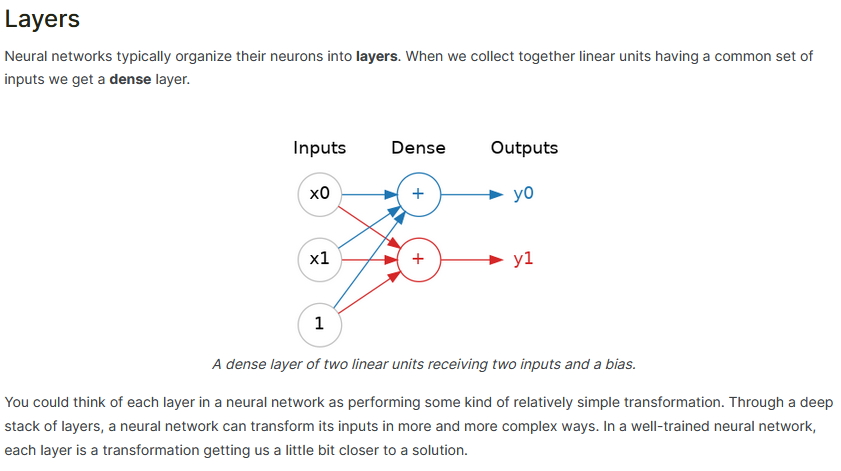 Layers
Neural networks typically organize their neurons into layers. When we collect together linear units having a common set of
inputs we get a dense layer.
Inputs Dense Outputs
x0 + y0
x1 + y1
1
A dense layer of two linear units receiving two inputs and a bias.
You could think of each layer in a neural network as performing some kind of relatively simple transformation. Through a deep
stack of layers, a neural network can transform its inputs in more and more complex ways. In a well-trained neural network,
each layer is a transformation getting us a little bit closer to a solution.